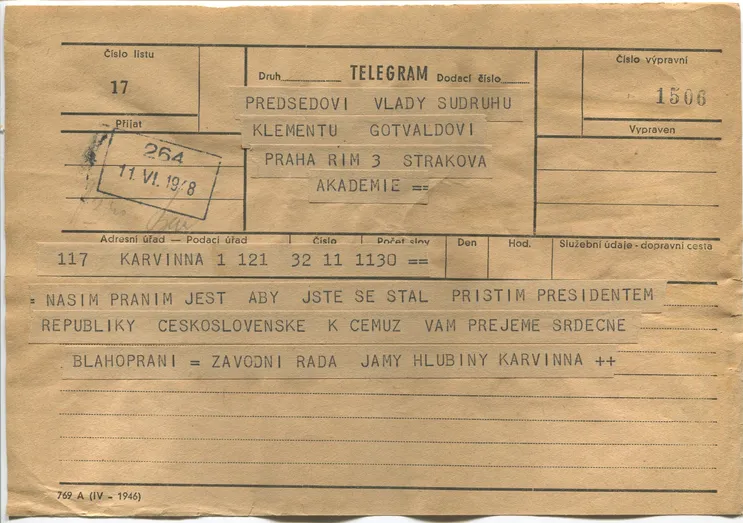 Číslo listu
17
Druh TELEGRAM Dodací číslo
Číslo výpravní
1506
PREDSEDOVI VLADY SUDRUHU
KLEMENTU GOTVALDOVI
PRAHA RIM 3 STRAKOVA
AKADEMIE ==
Přijat
Vypraven
264
11. VI. 1948
Adresní úřad — Podací úřad Číslo Počet slov Den Hod. Služební údaje - dopravní cesta
117 KARVINNA 1 121 32 11 1130 ==
= NASIM PRANIM JEST ABY JSTE SE STAL PRISTIM PRESIDENTEM
REPUBLIKY CESKOSLOVENSKE K CEMUZ VAM PREJEME SRDECNE
BLAHOPRANI = ZAVODNI RADA JAMY HLUBINY KARVINNA ++
769 A (IV - 1946)